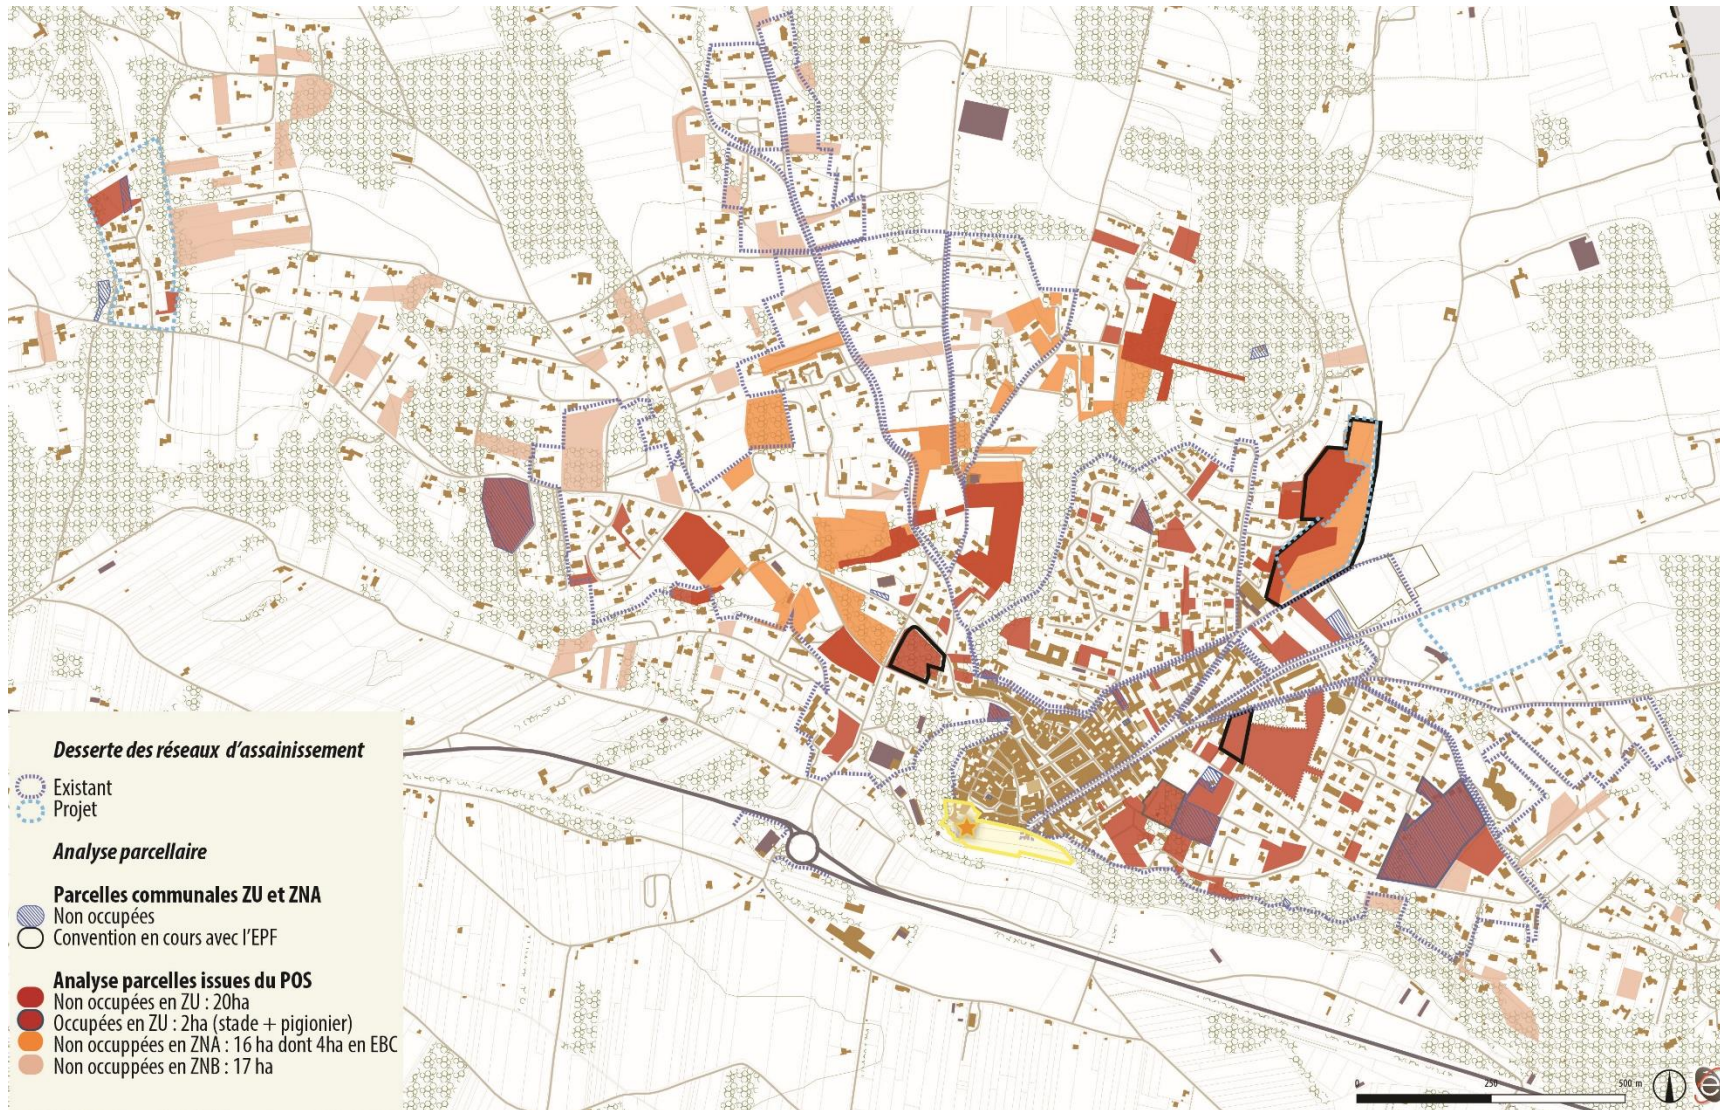 Desserte des réseaux d'assainissement
Existant
Projet
Analyse parcellaire
Parcelles communales ZU et ZNA
Non occupées
Convention en cours avec l'EPF
Analyse parcelles issues du POS
Non occupées en ZU : 20ha
Occupées en ZU : 2ha (stade + pigionier)
Non occuppées en ZNA : 16 ha dont 4ha en EBC
Non occuppées en ZNB : 17 ha
0 250 500 m
é